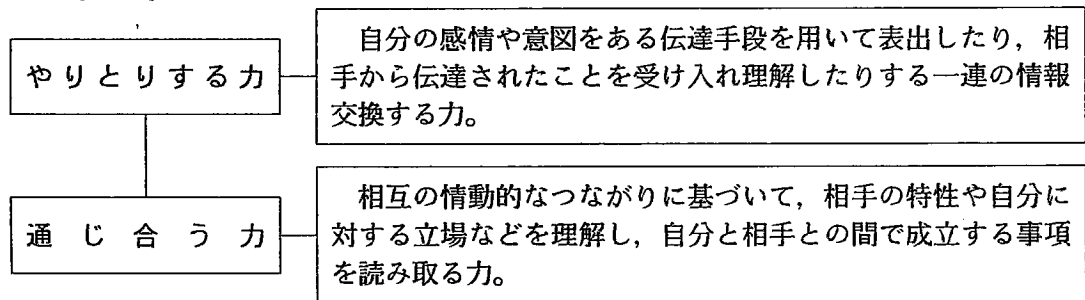 自分の感情や意図をある伝達手段を用いて表出したり，相
やりとりする力
手から伝達されたことを受け入れ理解したりする一連の情報
交換する力。
相互の情動的なつながりに基づいて，相手の特性や自分に
通じ合う力
対する立場などを理解し，自分と相手との間で成立する事項
を読み取る力。